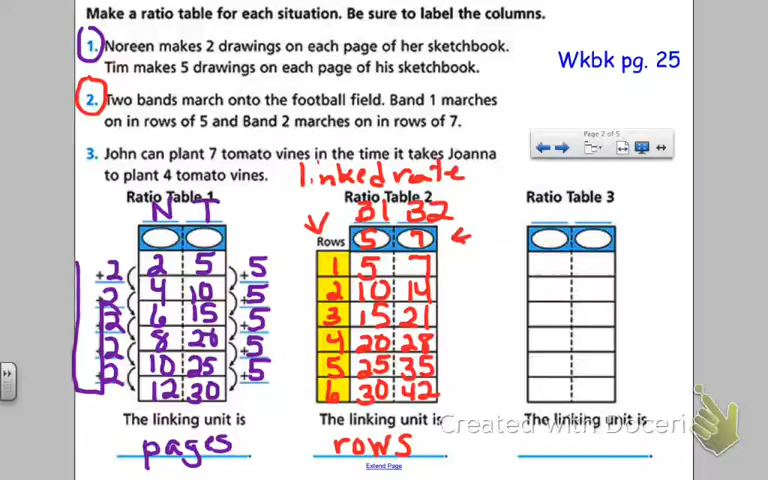 Make a ratio table for each situation. Be sure to label the columns.
1. Noreen makes 2 drawings on each page of her sketchbook.
Tim makes 5 drawings on each page of his sketchbook.
Wkbk pg. 25
2. Two bands march onto the football field. Band 1 marches
on in rows of 5 and Band 2 marches on in rows of 7.
Page 2 of 5
3. John can plant 7 tomato vines in the time it takes Joanna
to plant 4 tomato vines.
linked rate
Ratio Table 1 Ratio Table 2 Ratio Table 3
N T B1 B2
Rows 5 7
2 5 1 5 7
+2 +5
4 10 2 10 14
2 5
6 15 3 15 21
2 5
8 20 4 20 28
2 5
10 25 5 25 35
2 5
12 30 6 30 42
The linking unit is The linking unit is The linking unit is
Created with Doceri
pages rows
Extend Page